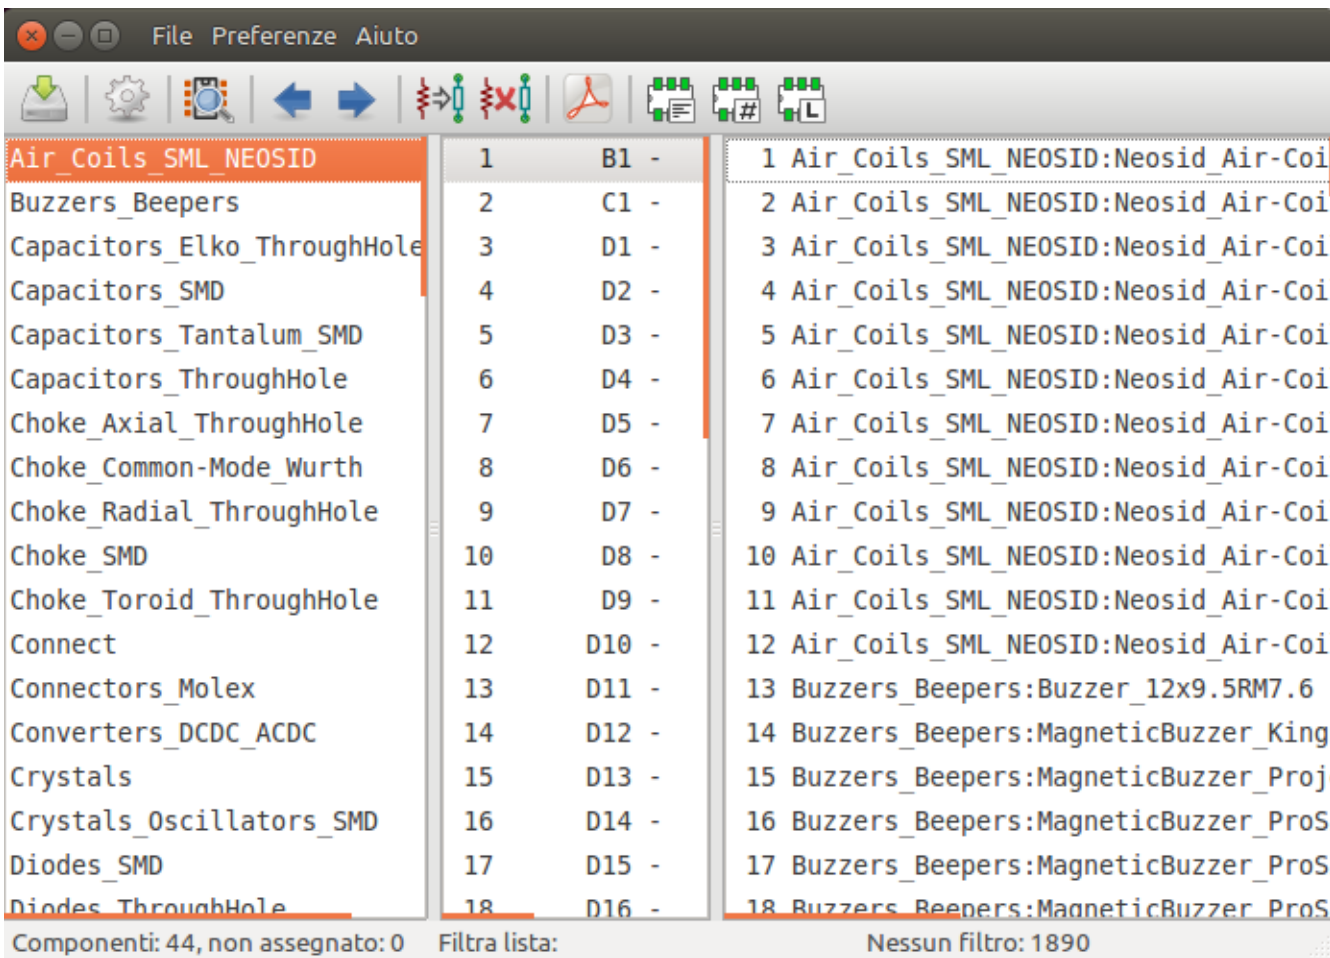 File Preferenze Aiuto
# L
Air_Coils_SML_NEOSID
Buzzers_Beepers
Capacitors_Elko_ThroughHole
Capacitors_SMD
Capacitors_Tantalum_SMD
Capacitors_ThroughHole
Choke_Axial_ThroughHole
Choke_Common-Mode_Wurth
Choke_Radial_ThroughHole
Choke_SMD
Choke_Toroid_ThroughHole
Connect
Connectors_Molex
Converters_DCDC_ACDC
Crystals
Crystals_Oscillators_SMD
Diodes_SMD
Diodes_ThroughHole
1 B1 -
2 C1 -
3 D1 -
4 D2 -
5 D3 -
6 D4 -
7 D5 -
8 D6 -
9 D7 -
10 D8 -
11 D9 -
12 D10 -
13 D11 -
14 D12 -
15 D13 -
16 D14 -
17 D15 -
18 D16 -
1 Air_Coils_SML_NEOSID:Neosid_Air-Coi
2 Air_Coils_SML_NEOSID:Neosid_Air-Coi
3 Air_Coils_SML_NEOSID:Neosid_Air-Coi
4 Air_Coils_SML_NEOSID:Neosid_Air-Coi
5 Air_Coils_SML_NEOSID:Neosid_Air-Coi
6 Air_Coils_SML_NEOSID:Neosid_Air-Coi
7 Air_Coils_SML_NEOSID:Neosid_Air-Coi
8 Air_Coils_SML_NEOSID:Neosid_Air-Coi
9 Air_Coils_SML_NEOSID:Neosid_Air-Coi
10 Air_Coils_SML_NEOSID:Neosid_Air-Coi
11 Air_Coils_SML_NEOSID:Neosid_Air-Coi
12 Air_Coils_SML_NEOSID:Neosid_Air-Coi
13 Buzzers_Beepers:Buzzer_12x9.5RM7.6
14 Buzzers_Beepers:MagneticBuzzer_King
15 Buzzers_Beepers:MagneticBuzzer_Proj
16 Buzzers_Beepers:MagneticBuzzer_ProS
17 Buzzers_Beepers:MagneticBuzzer_ProS
18 Buzzers_Beepers:MagneticBuzzer_ProS
Componenti: 44, non assegnato: 0 Filtra lista: Nessun filtro: 1890